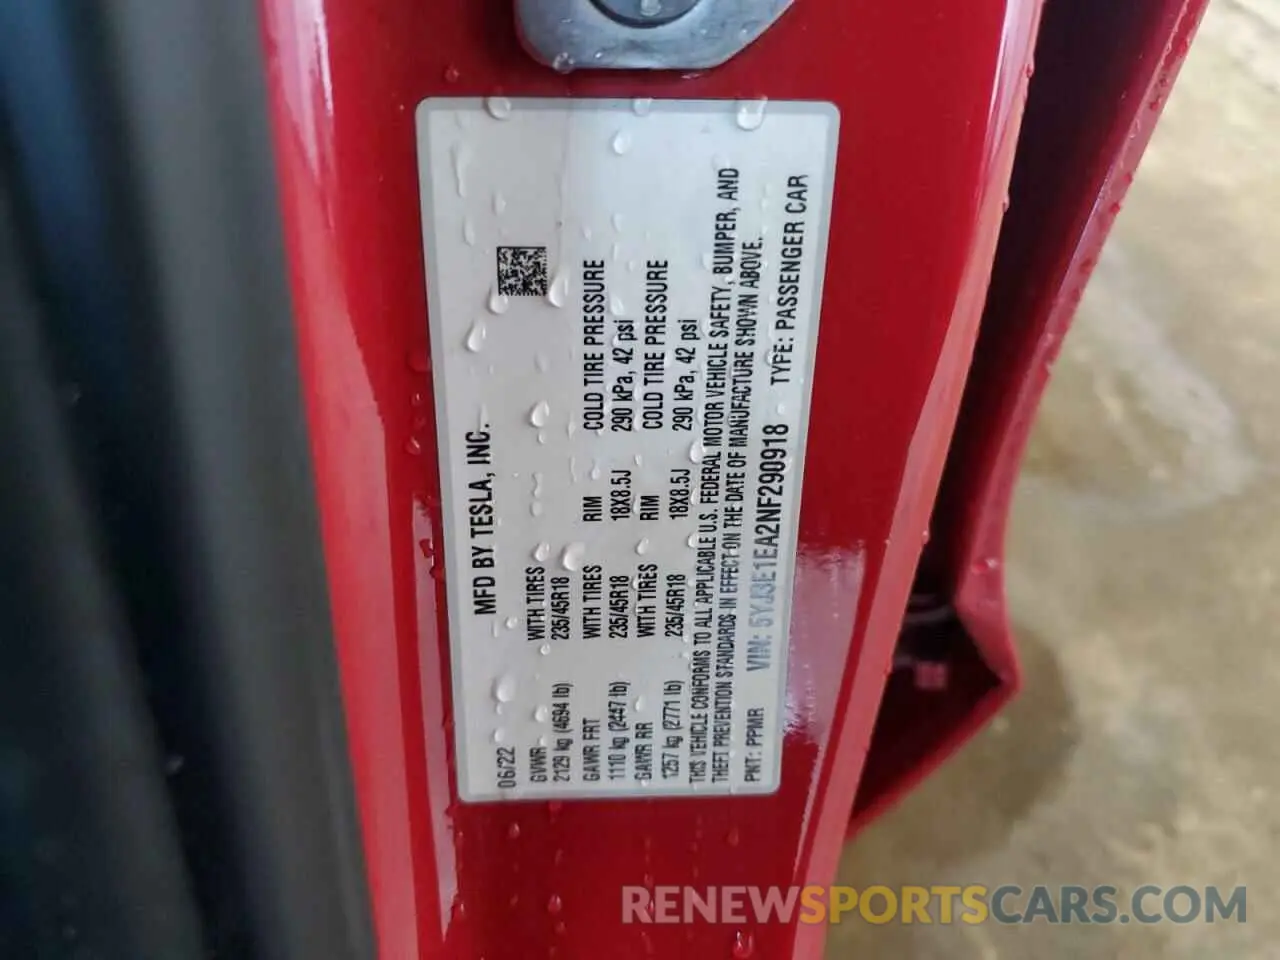 MFD BY TESLA, INC.
06/22
GVWR
2129 kg (4694 lb)
WITH TIRES
235/45R18
GAWR FRT
1110 kg (2447 lb)
WITH TIRES
235/45R18
RIM
18X8.5J
COLD TIRE PRESSURE
290 kPa, 42 psi
GAWR RR
1257 kg (2771 lb)
WITH TIRES
235/45R18
RIM
18X8.5J
COLD TIRE PRESSURE
290 kPa, 42 psi
THIS VEHICLE CONFORMS TO ALL APPLICABLE U.S. FEDERAL MOTOR VEHICLE SAFETY, BUMPER, AND
THEFT PREVENTION STANDARDS IN EFFECT ON THE DATE OF MANUFACTURE SHOWN ABOVE.
PNT: PPMR VIN: 5YJ3E1EA2NF290918 TYPE: PASSENGER CAR
RENEWSPORTSCARS.COM